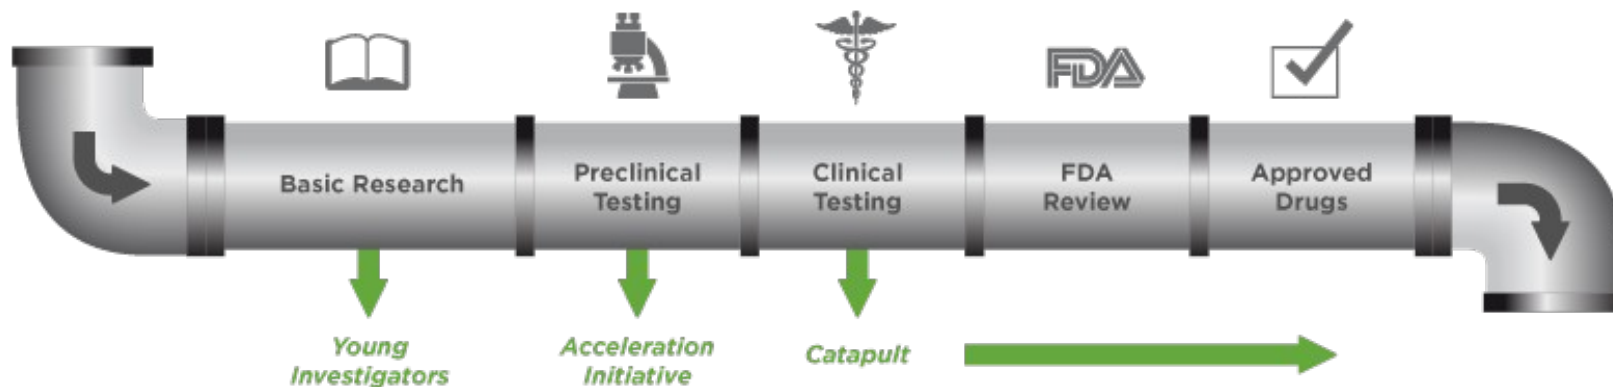 FDA
Basic Research
Preclinical
Testing
Clinical
Testing
FDA
Review
Approved
Drugs
Young
Investigators
Acceleration
Initiative
Catapult